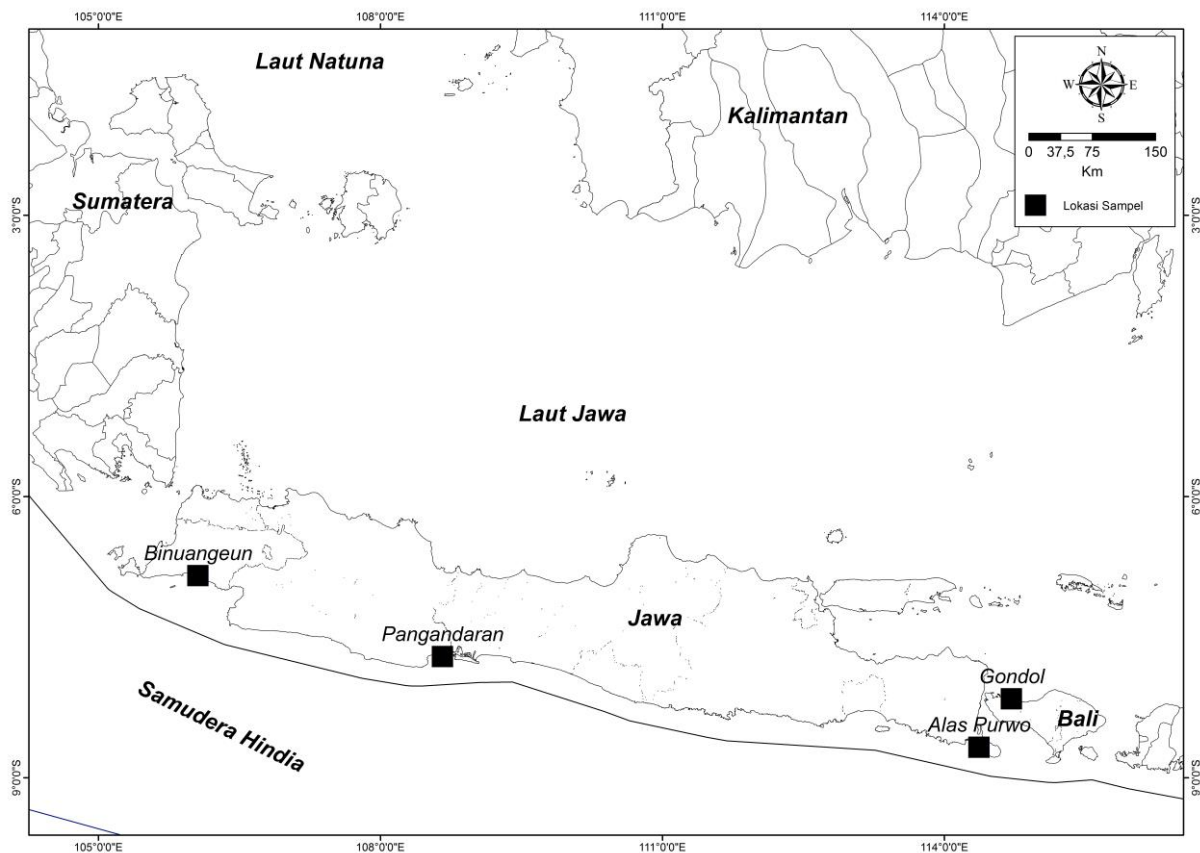 105°0'0"E 108°0'0"E 111°0'0"E 114°0'0"E
Laut Natuna
Kalimantan
Sumatera
N
W E
S
0 37,5 75 150
Km
Lokasi Sampel
3°0'0"S 3°0'0"S
Laut Jawa
6°0'0"S 6°0'0"S
Binuangeun
Jawa
Pangandaran
Gondol
Bali
Alas Purwo
Samudera Hindia
9°0'0"S 9°0'0"S
105°0'0"E 108°0'0"E 111°0'0"E 114°0'0"E